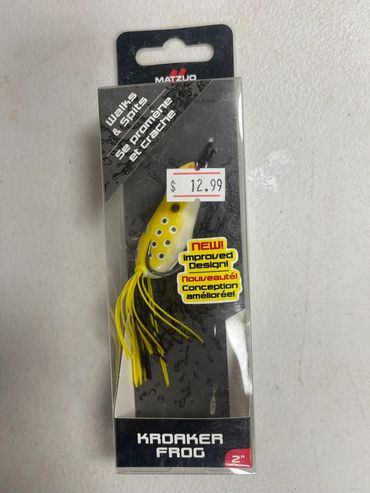 MATZUO
Walks
& Spits
Se promène
et crache
$ 12.99
NEW!
Improved
Design!
Nouveauté!
Conception
améliorée!
KROAKER
FROG
2"